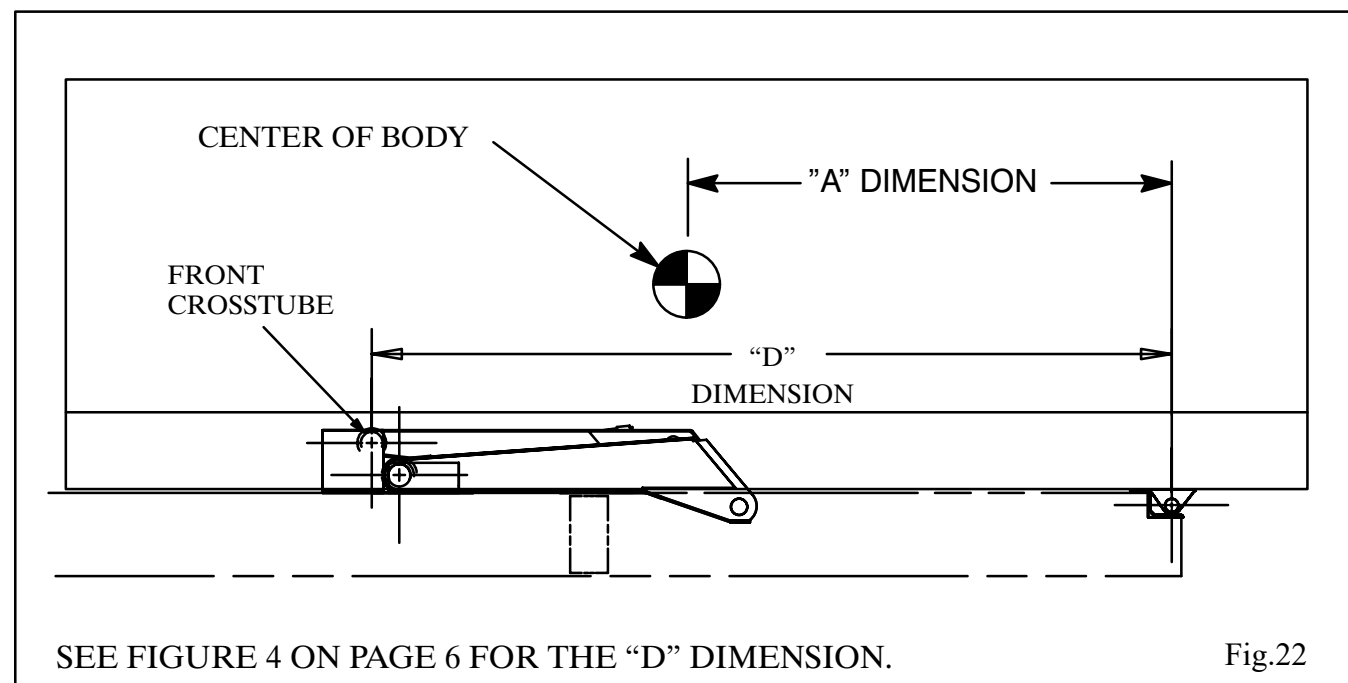 CENTER OF BODY
”A” DIMENSION
FRONT
CROSSTUBE
“D”
DIMENSION
SEE FIGURE 4 ON PAGE 6 FOR THE “D” DIMENSION.
Fig.22